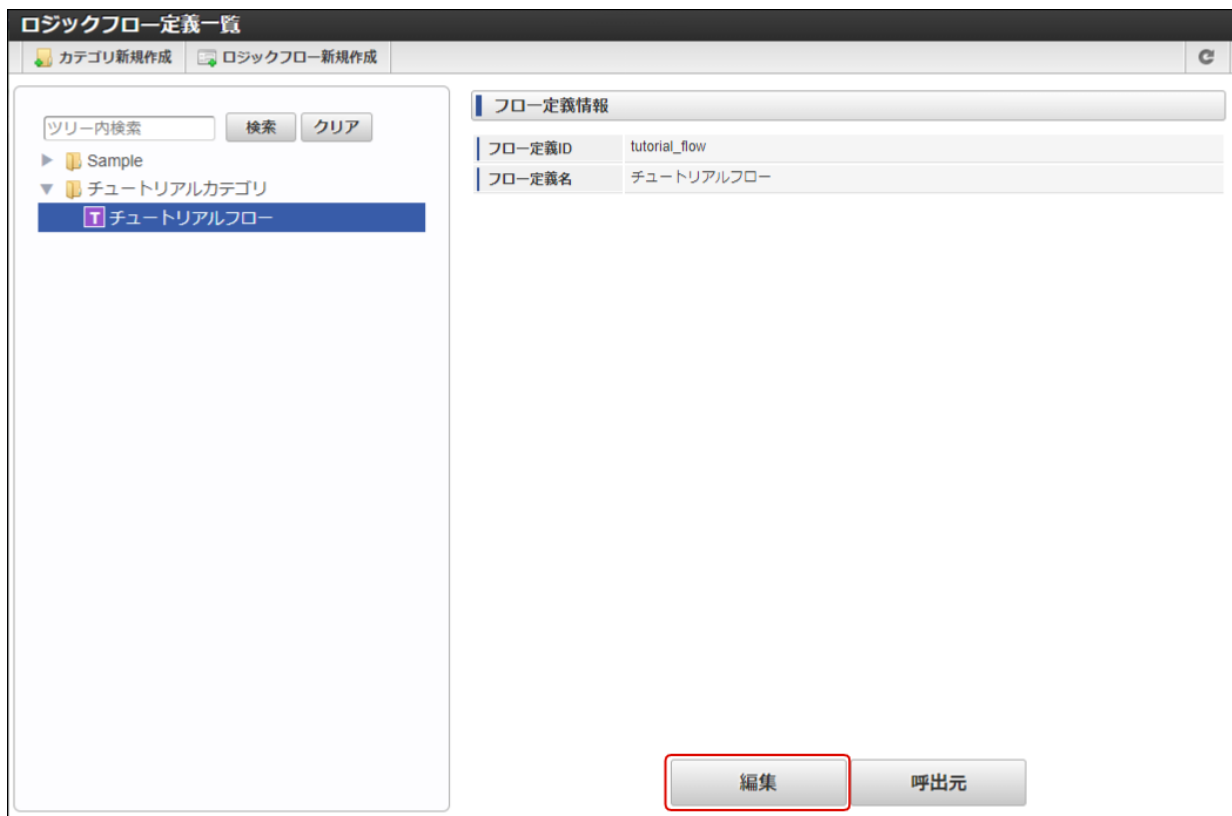 ロジックフロー定義一覧
カテゴリ新規作成 ロジックフロー新規作成
ツリー内検索 検索 クリア
Sample
チュートリアルカテゴリ
T チュートリアルフロー
フロー定義情報
フロー定義ID tutorial_flow
フロー定義名 チュートリアルフロー
編集 呼出元